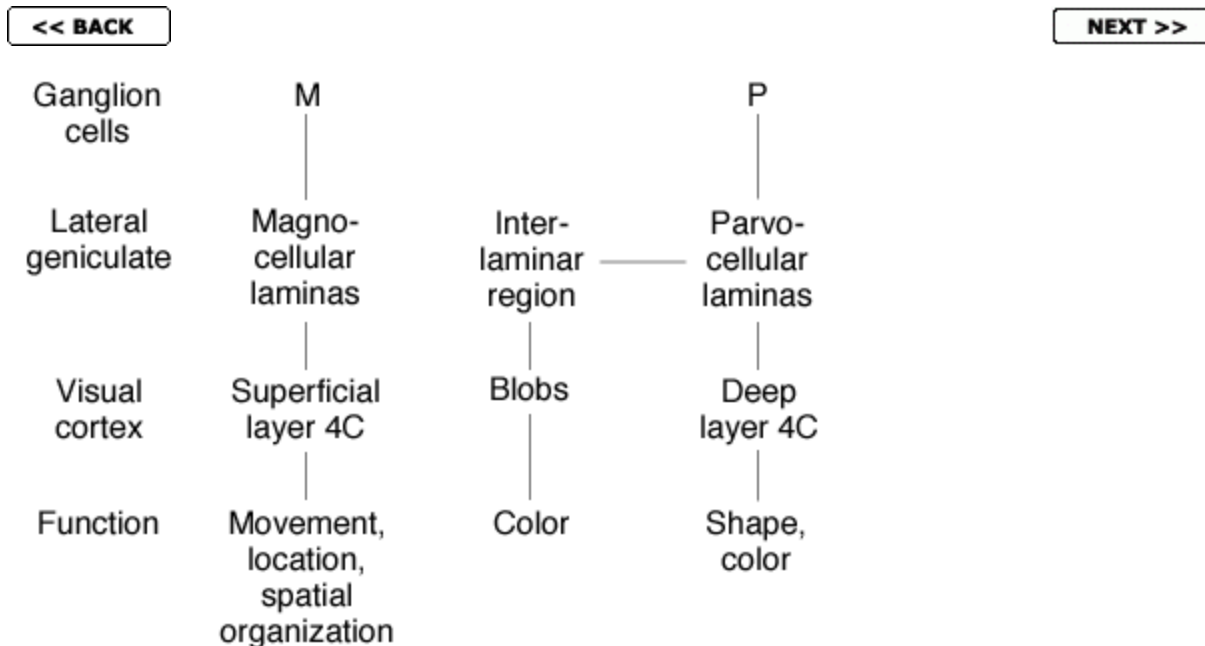 << BACK
NEXT >>
Ganglion
cells
M
P
Lateral
geniculate
Magno-
cellular
laminas
Inter-
laminar
region
Parvo-
cellular
laminas
Visual
cortex
Superficial
layer 4C
Blobs
Deep
layer 4C
Function
Movement,
location,
spatial
organization
Color
Shape,
color